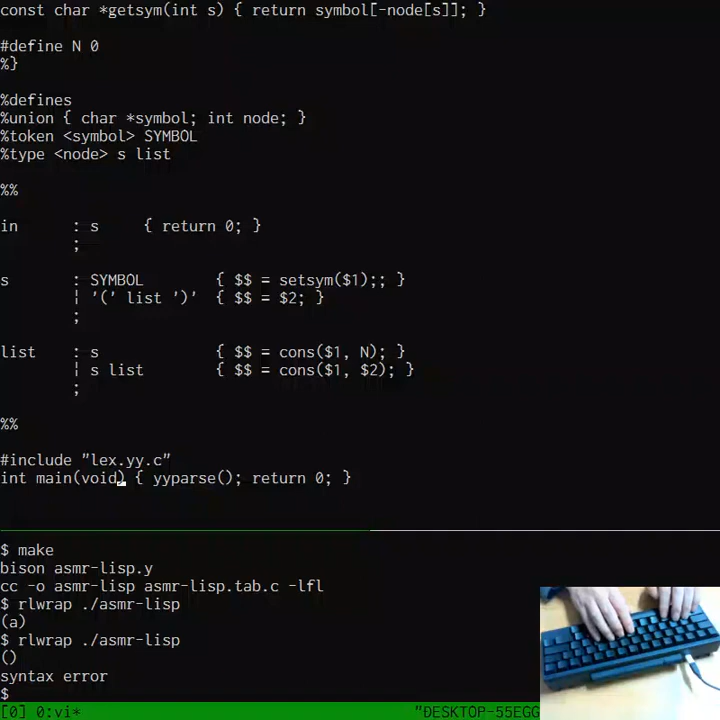 const char *getsym(int s) { return symbol[-node[s]]; }
#define N 0
%}
%defines
%union { char *symbol; int node; }
%token <symbol> SYMBOL
%type <node> s list
%%
in : s { return 0; }
;
s : SYMBOL { $$ = setsym($1);; }
¦ '(' list ')' { $$ = $2; }
;
list : s { $$ = cons($1, N); }
¦ s list { $$ = cons($1, $2); }
;
%%
#include "lex.yy.c"
int main(void) { yyparse(); return 0; }
$ make
bison asmr-lisp.y
cc -o asmr-lisp asmr-lisp.tab.c -lfl
$ rlwrap ./asmr-lisp
(a)
$ rlwrap ./asmr-lisp
()
syntax error
$
[0] 0:vi* "DESKTOP-55EGG